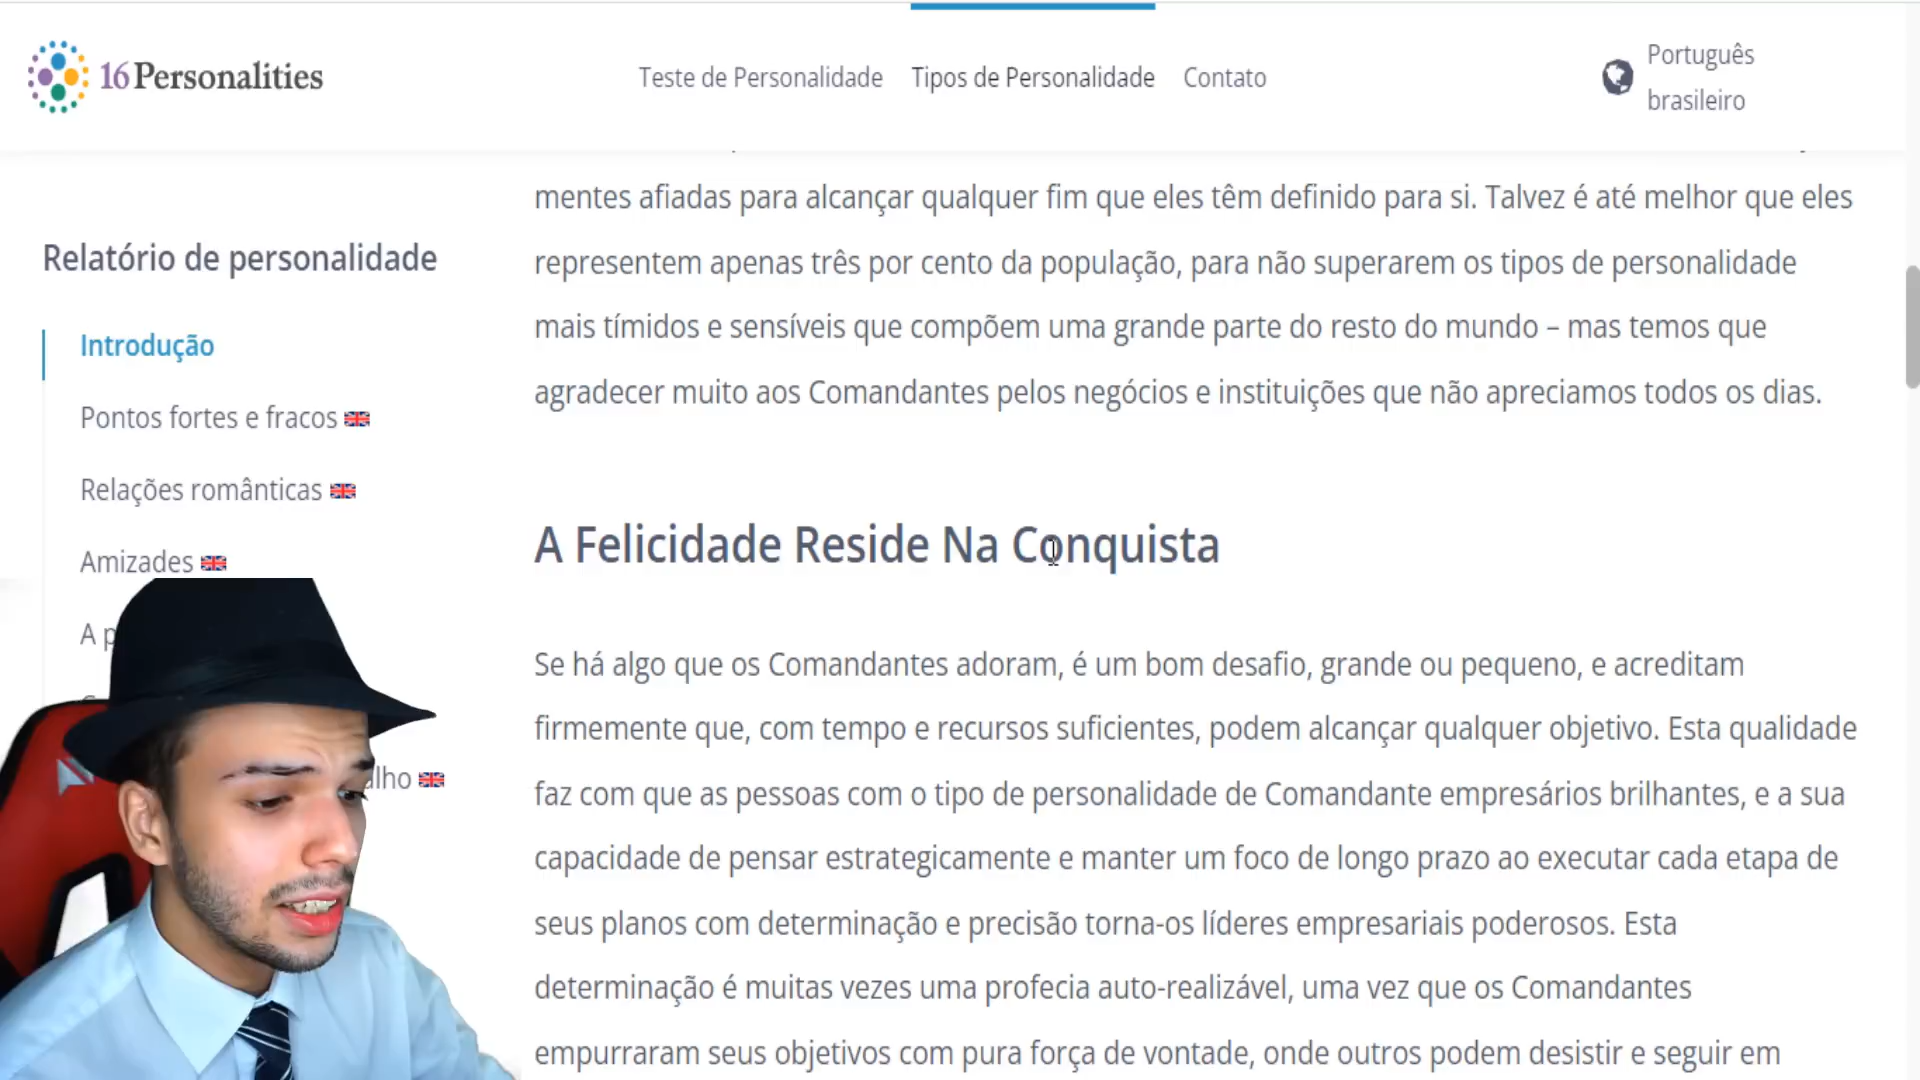 16Personalities
Teste de Personalidade
Tipos de Personalidade
Contato
Português
brasileiro
Relatório de personalidade
Introdução
Pontos fortes e fracos
Relações românticas
Amizades
A p
alho
mentes afiadas para alcançar qualquer fim que eles têm definido para si. Talvez é até melhor que eles
representem apenas três por cento da população, para não superarem os tipos de personalidade
mais tímidos e sensíveis que compõem uma grande parte do resto do mundo – mas temos que
agradecer muito aos Comandantes pelos negócios e instituições que não apreciamos todos os dias.
A Felicidade Reside Na Conquista
Se há algo que os Comandantes adoram, é um bom desafio, grande ou pequeno, e acreditam
firmemente que, com tempo e recursos suficientes, podem alcançar qualquer objetivo. Esta qualidade
faz com que as pessoas com o tipo de personalidade de Comandante empresários brilhantes, e a sua
capacidade de pensar estrategicamente e manter um foco de longo prazo ao executar cada etapa de
seus planos com determinação e precisão torna-os líderes empresariais poderosos. Esta
determinação é muitas vezes uma profecia auto-realizável, uma vez que os Comandantes
empurraram seus objetivos com pura força de vontade, onde outros podem desistir e seguir em